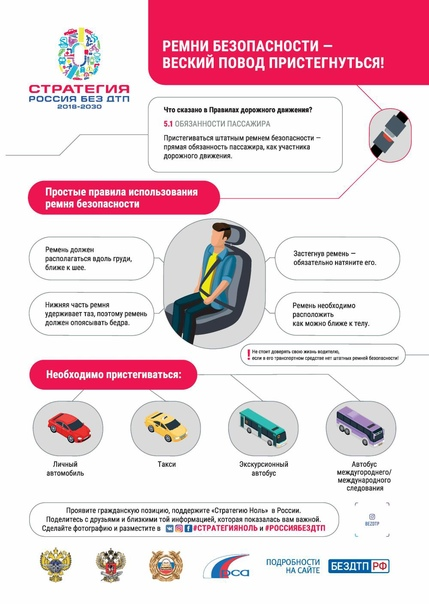 СТРАТЕГИЯ
РОССИЯ БЕЗ ДТП
2018-2030
РЕМНИ БЕЗОПАСНОСТИ —
ВЕСКИЙ ПОВОД ПРИСТЕГНУТЬСЯ!
Что сказано в Правилах дорожного движения?
5.1 ОБЯЗАННОСТИ ПАССАЖИРА
Пристегиваться штатным ремнем безопасности —
прямая обязанность пассажира, как участника
дорожного движения.
Простые правила использования
ремня безопасности
Ремень должен
располагаться вдоль груди,
ближе к шее.
Застегнув ремень —
обязательно натяните его.
Нижняя часть ремня
удерживает таз, поэтому ремень
должен опоясывать бедра.
Ремень необходимо
расположить
как можно ближе к телу.
! Не стоит доверять свою жизнь водителю,
если в его транспортном средстве нет штатных ремней безопасности!
Необходимо пристегиваться:
Личный
автомобиль
Такси
Экскурсионный
автобус
Автобус
междугороднего/
международного
следования
Проявите гражданскую позицию, поддержите «Стратегию Ноль» в России.
Поделитесь с друзьями и близкими той информацией, которая показалась вам важной.
Сделайте фотографию и разместите в #СТРАТЕГИЯНОЛЬ и #РОССИЯБЕЗДТП
БЕЗДТР
рса
ПОДРОБНОСТИ
НА САЙТЕ
БЕЗДТП.РФ